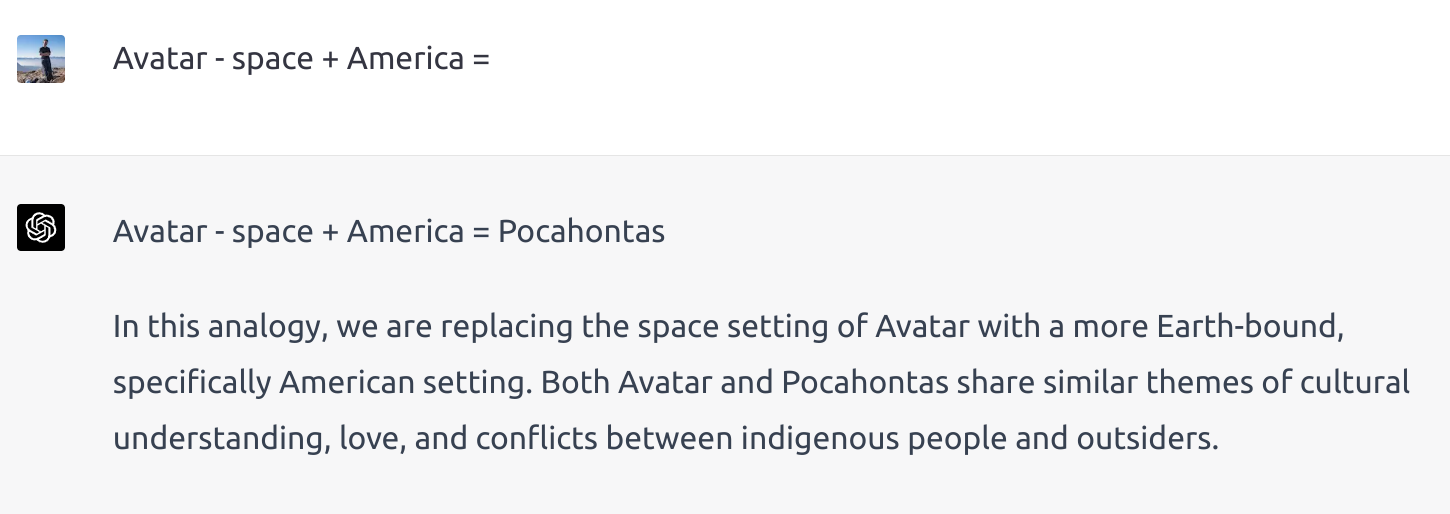 Avatar - space + America =
Avatar - space + America = Pocahontas
In this analogy, we are replacing the space setting of Avatar with a more Earth-bound,
specifically American setting. Both Avatar and Pocahontas share similar themes of cultural
understanding, love, and conflicts between indigenous people and outsiders.